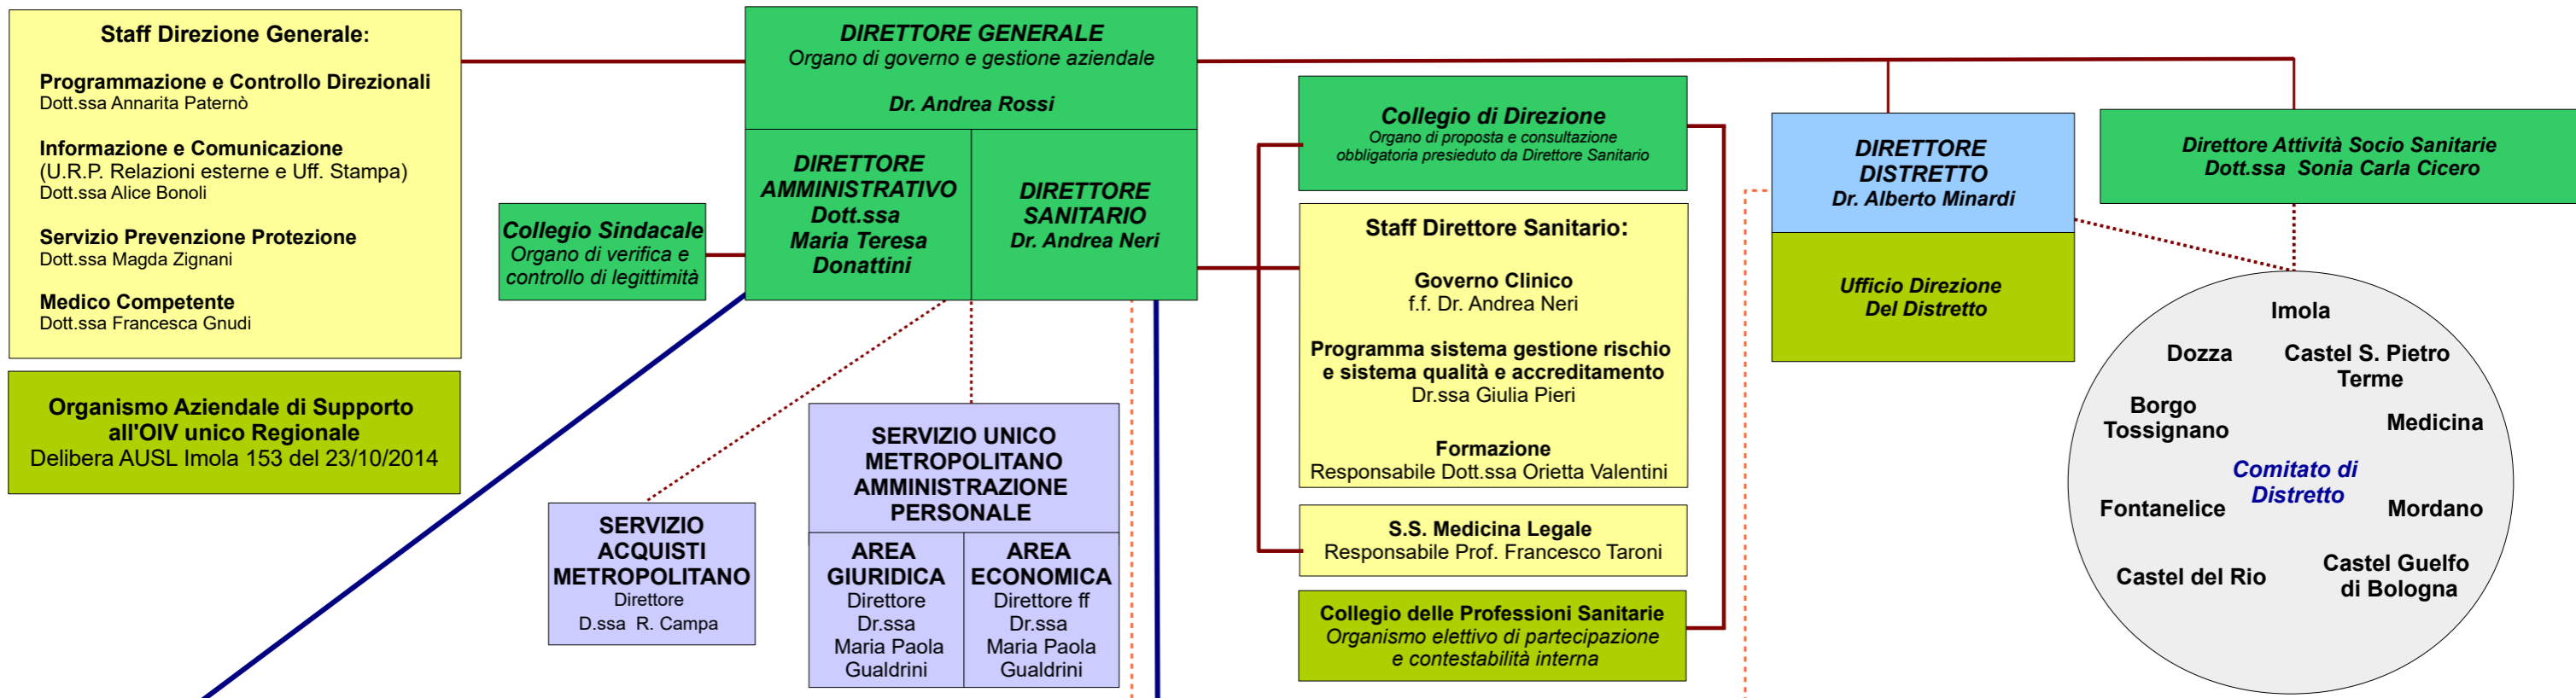 Staff Direzione Generale:
Programmazione e Controllo Direzionali
Dott.ssa Annarita Paternò
Informazione e Comunicazione
(U.R.P. Relazioni esterne e Uff. Stampa)
Dott.ssa Alice Bonoli
Servizio Prevenzione Protezione
Dott.ssa Magda Zignani
Medico Competente
Dott.ssa Francesca Gnudi
Organismo Aziendale di Supporto
all'OIV unico Regionale
Delibera AUSL Imola 153 del 23/10/2014
DIRETTORE GENERALE
Organo di governo e gestione aziendale
Dr. Andrea Rossi
DIRETTORE
AMMINISTRATIVO
Dott.ssa
Maria Teresa
Donattini
DIRETTORE
SANITARIO
Dr. Andrea Neri
Collegio Sindacale
Organo di verifica e
controllo di legittimità
SERVIZIO
ACQUISTI
METROPOLITANO
Direttore
D.ssa R. Campa
SERVIZIO UNICO
METROPOLITANO
AMMINISTRAZIONE
PERSONALE
AREA
GIURIDICA
Direttore
Dr.ssa
Maria Paola
Gualdrini
AREA
ECONOMICA
Direttore ff
Dr.ssa
Maria Paola
Gualdrini
Collegio di Direzione
Organo di proposta e consultazione
obbligatoria presieduto da Direttore Sanitario
Staff Direttore Sanitario:
Governo Clinico
f.f. Dr. Andrea Neri
Programma sistema gestione rischio
e sistema qualità e accreditamento
Dr.ssa Giulia Pieri
Formazione
Responsabile Dott.ssa Orietta Valentini
S.S. Medicina Legale
Responsabile Prof. Francesco Taroni
Collegio delle Professioni Sanitarie
Organismo elettivo di partecipazione
e contestabilità interna
DIRETTORE
DISTRETTO
Dr. Alberto Minardi
Ufficio Direzione
Del Distretto
Direttore Attività Socio Sanitarie
Dott.ssa Sonia Carla Cicero
Imola
Dozza
Castel S. Pietro
Terme
Borgo
Tossignano
Medicina
Comitato di
Distretto
Fontanelice
Mordano
Castel del Rio
Castel Guelfo
di Bologna